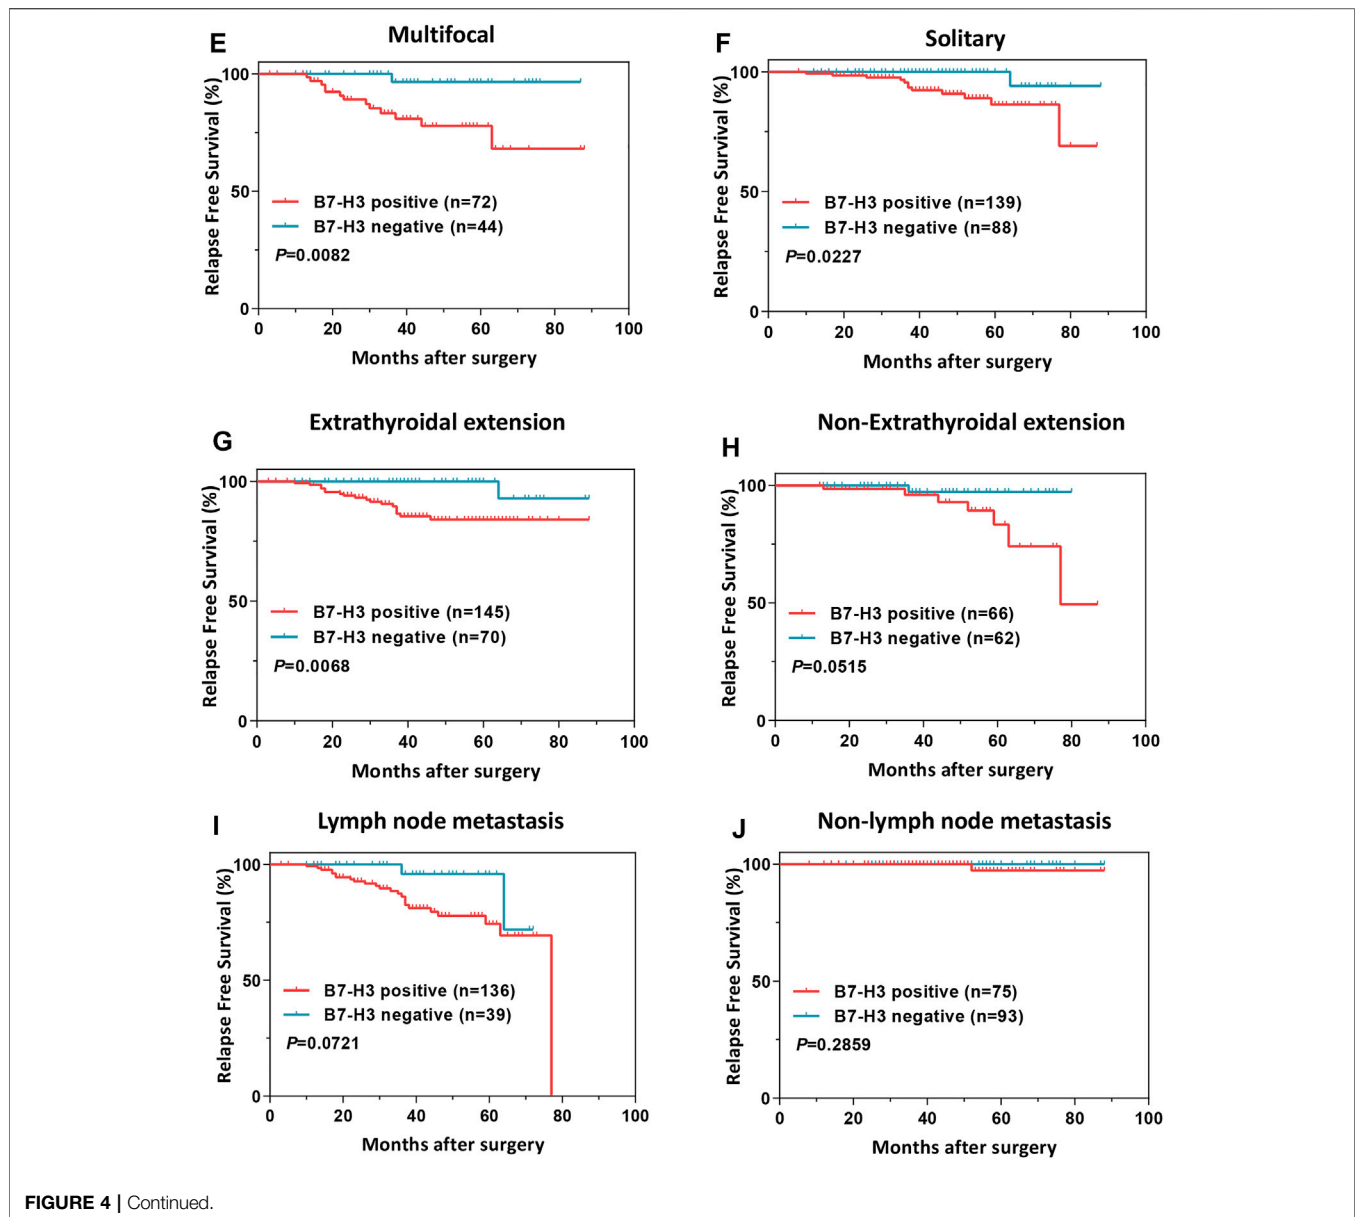 E
Multifocal
Relapse Free Survival (%)
100
50
0
B7-H3 positive (n=72)
B7-H3 negative (n=44)
P=0.0082
0 20 40 60 80 100
Months after surgery
F
Solitary
Relapse Free Survival (%)
100
50
0
B7-H3 positive (n=139)
B7-H3 negative (n=88)
P=0.0227
0 20 40 60 80 100
Months after surgery
G
Extrathyroidal extension
Relapse Free Survival (%)
100
50
0
B7-H3 positive (n=145)
B7-H3 negative (n=70)
P=0.0068
0 20 40 60 80 100
Months after surgery
H
Non-Extrathyroidal extension
Relapse Free Survival (%)
100
50
0
B7-H3 positive (n=66)
B7-H3 negative (n=62)
P=0.0515
0 20 40 60 80 100
Months after surgery
I
Lymph node metastasis
Relapse Free Survival (%)
100
50
0
B7-H3 positive (n=136)
B7-H3 negative (n=39)
P=0.0721
0 20 40 60 80 100
Months after surgery
J
Non-lymph node metastasis
Relapse Free Survival (%)
100
50
0
B7-H3 positive (n=75)
B7-H3 negative (n=93)
P=0.2859
0 20 40 60 80 100
Months after surgery
FIGURE 4 | Continued.